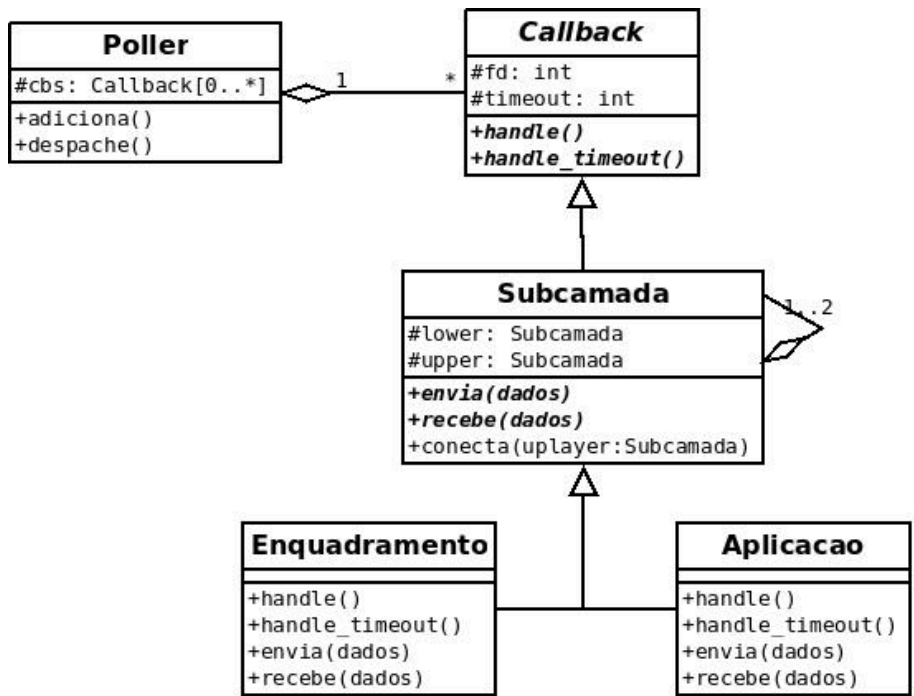 Poller
#cbs: Callback[0..*]
+adiciona()
+despache()
1
*
Callback
#fd: int
#timeout: int
+handle()
+handle_timeout()
Subcamada
#lower: Subcamada
#upper: Subcamada
+envia(dados)
+recebe(dados)
+conecta(uplayer:Subcamada)
1..2
Enquadramento
+handle()
+handle_timeout()
+envia(dados)
+recebe(dados)
Aplicacao
+handle()
+handle_timeout()
+envia(dados)
+recebe(dados)